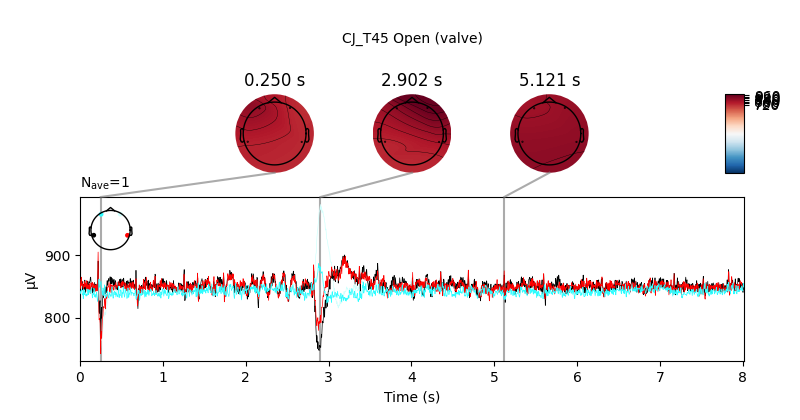 CJ_T45 Open (valve)
0.250 s 2.902 s 5.121 s
Nave=1
900
800
µV
0 1 2 3 4 5 6 7 8
Time (s)